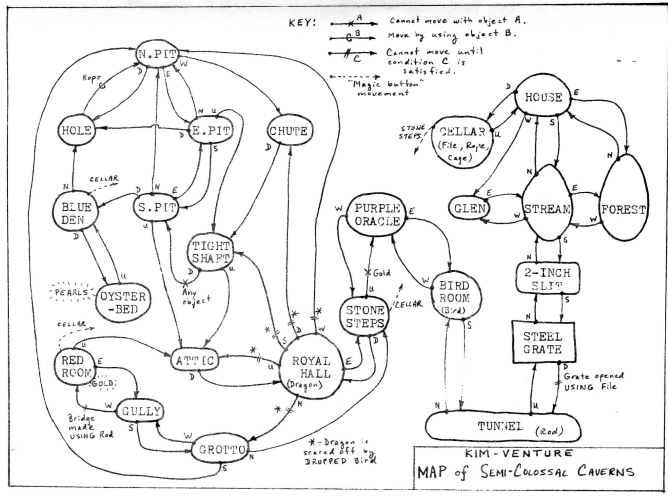 KEY:
A
Cannot move with object A.
B
Move by using object B.
C
Cannot move until
condition C is
satisfied.
"Magic button"
movement
N.PIT
Rope
D
E
W
HOLE
N
U
E.PIT
D
S
CHUTE
D
N
CELLAR
BLUE
DEN
D
D
N
E
S.PIT
U
D
TIGHT
SHAFT
U
Any
object
PEARLS
U
OYSTER
-BED
CELLAR
RED
ROOM
U
E
GOLD
ATTIC
D
W
GULLY
S
Bridge
made
USING Rod
W
GROTTO
S
N
*
S
*
D
*
W
*
U
ROYAL
HALL
(Dragon)
E
*
N
*-Dragon is
scared off by
DROPPED Bird
W
PURPLE
ORACLE
E
Gold
U
STONE
STEPS
W
D
CELLAR
W
BIRD
ROOM
(Bird)
S
D
HOUSE
E
W
S
STONE
STEPS
CELLAR
(File, Rope,
Cage)
U
GLEN
E
N
STREAM
E
W
S
N
FOREST
W
N
2-INCH
SLIT
S
N
STEEL
GRATE
D
Grate opened
USING File
N
N
U
TUNNEL (Rod)
KIM-VENTURE
MAP of SEMI-COLOSSAL CAVERNS